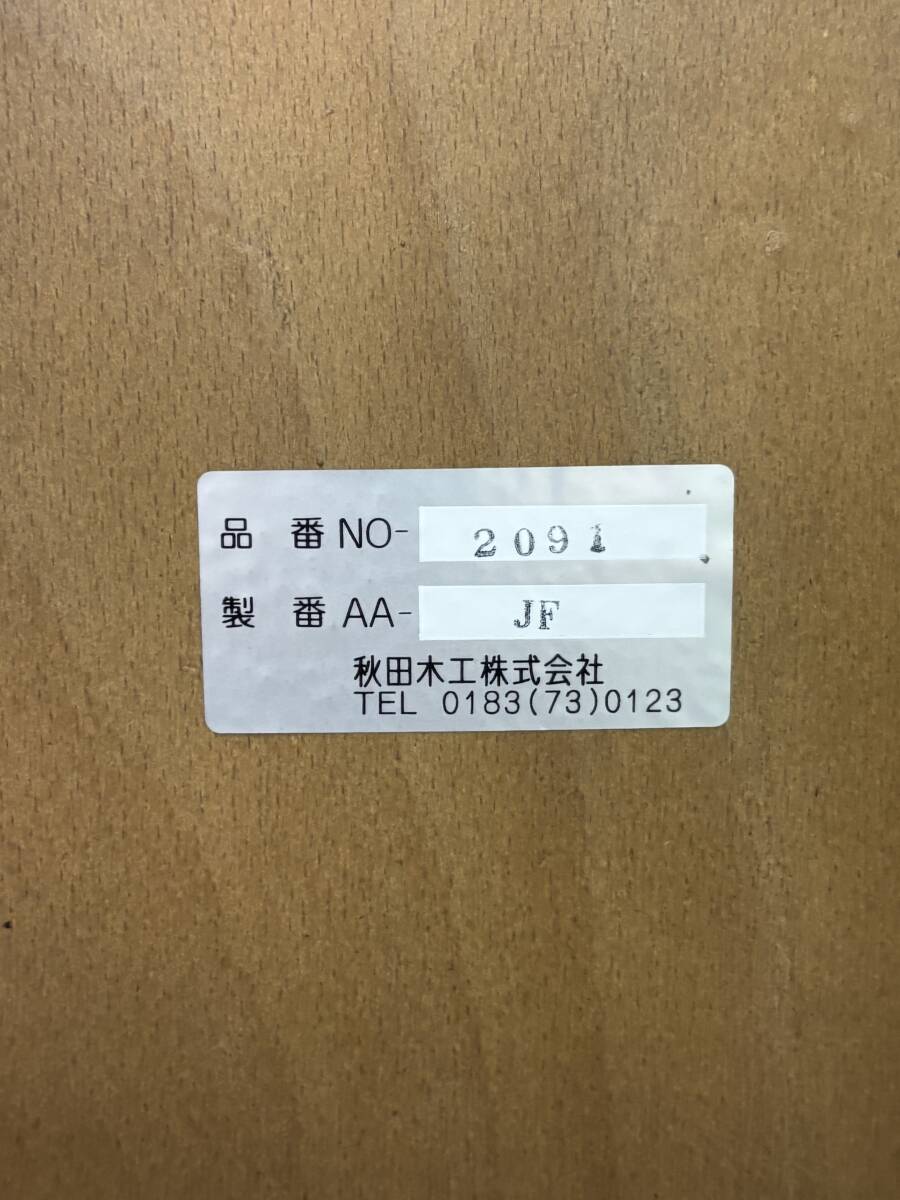 品 番 NO- 2091
製 番 AA- JF
秋田木工株式会社
TEL 0183(73)0123